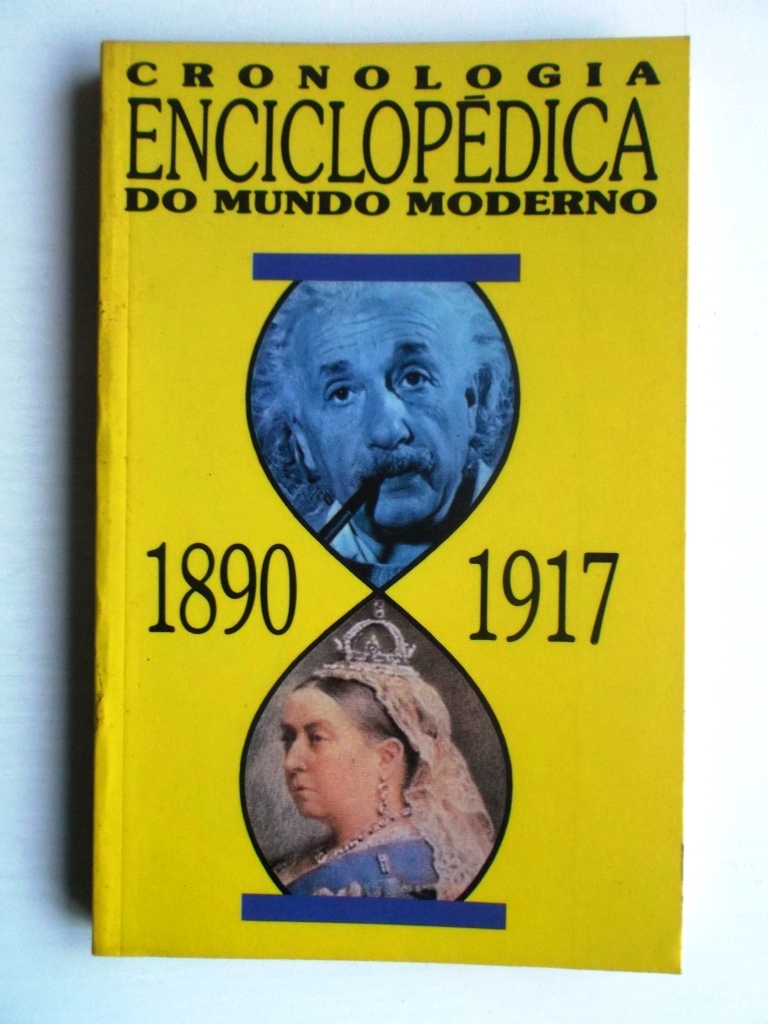 CRONOLOGIA
ENCICLOPÉDICA
DO MUNDO MODERNO
1890 1917